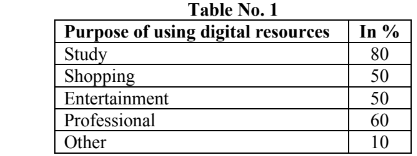 Table No. 1
Purpose of using digital resources In %
Study 80
Shopping 50
Entertainment 50
Professional 60
Other 10